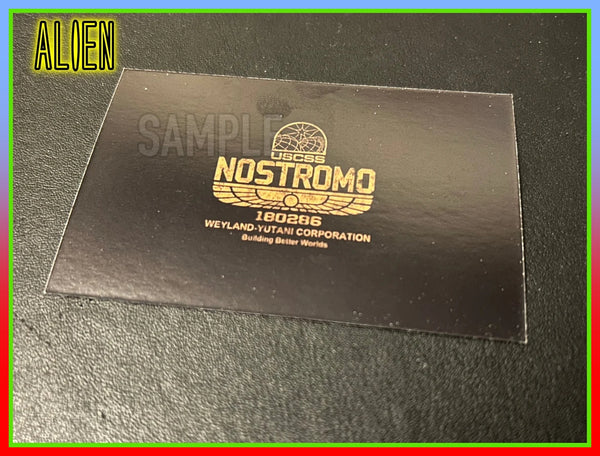 ALIEN
SAMPLE
USCSS
NOSTROMO
180286
WEYLAND-YUTANI CORPORATION
Building Better Worlds